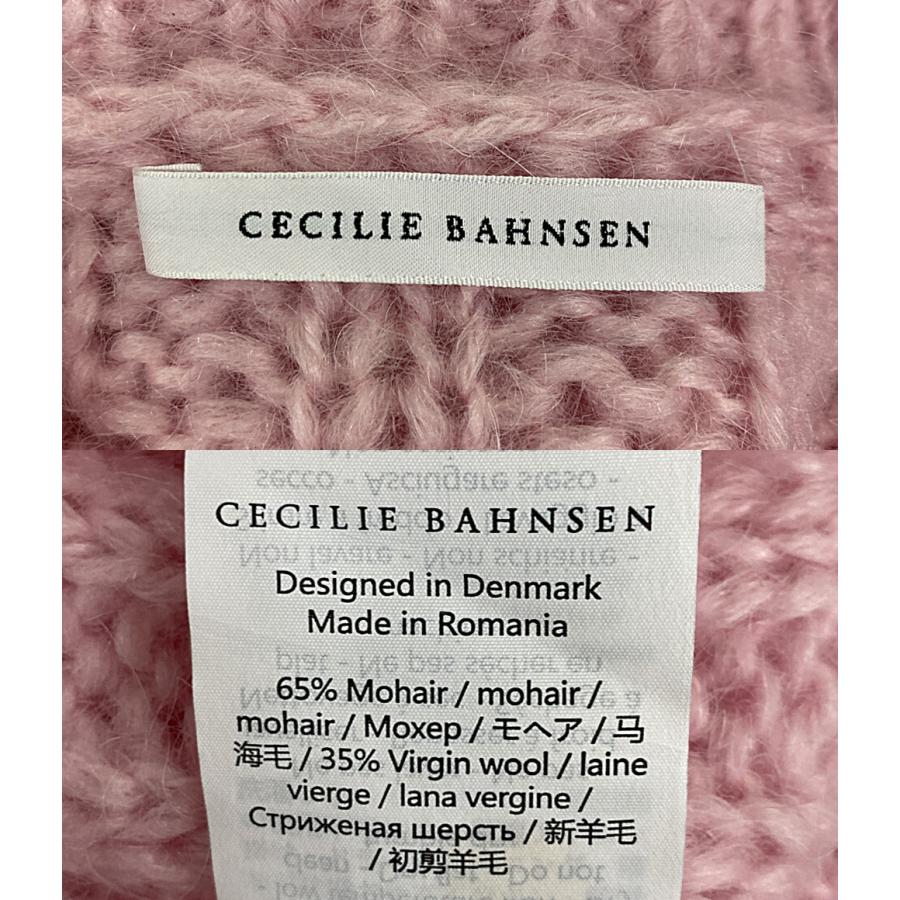 CECILIE BAHNSEN
CECILIE BAHNSEN
Designed in Denmark
Made in Romania
65% Mohair / mohair /
mohair / Мохер / モヘア / 马
海毛 / 35% Virgin wool / laine
vierge / lana vergine /
Стриженая шерсть / 新羊毛
/ 初剪羊毛